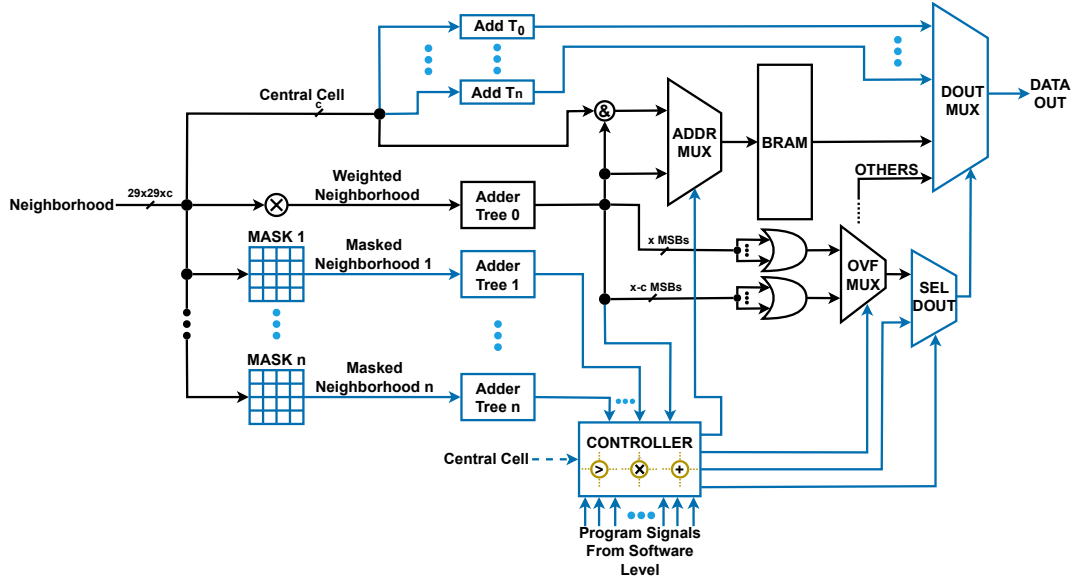 Add T0
Add Tn
Central Cell
c
&
ADDR
MUX
BRAM
DOUT
MUX
DATA
OUT
OTHERS
29x29xc
Neighborhood
Weighted
Neighborhood
Adder
Tree 0
MASK 1
Masked
Neighborhood 1
Adder
Tree 1
x MSBs
x-c MSBs
OVF
MUX
SEL
DOUT
MASK n
Masked
Neighborhood n
Adder
Tree n
CONTROLLER
> × +
Central Cell
Program Signals
From Software
Level